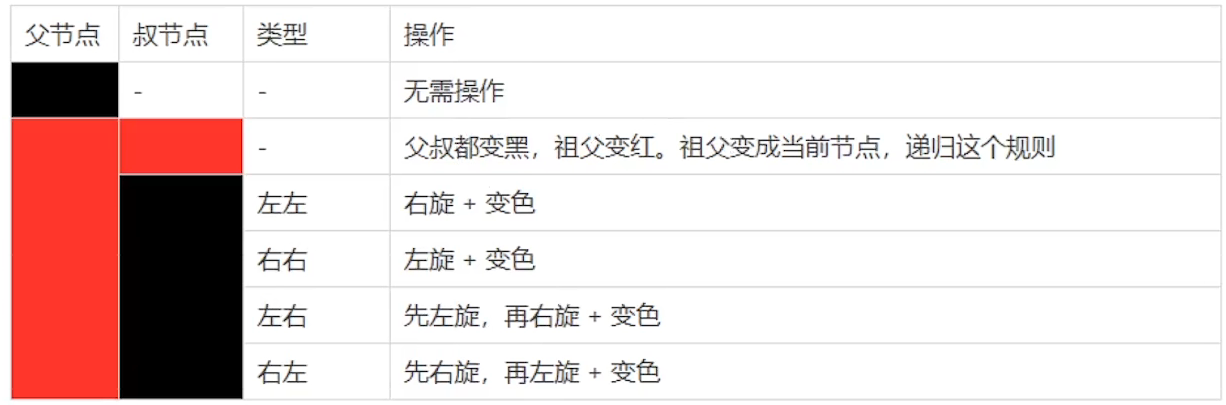 父节点 叔节点 类型 操作
- - 无需操作
- 父叔都变黑，祖父变红。祖父变成当前节点，递归这个规则
左左 右旋 + 变色
右右 左旋 + 变色
左右 先左旋，再右旋 + 变色
右左 先右旋，再左旋 + 变色